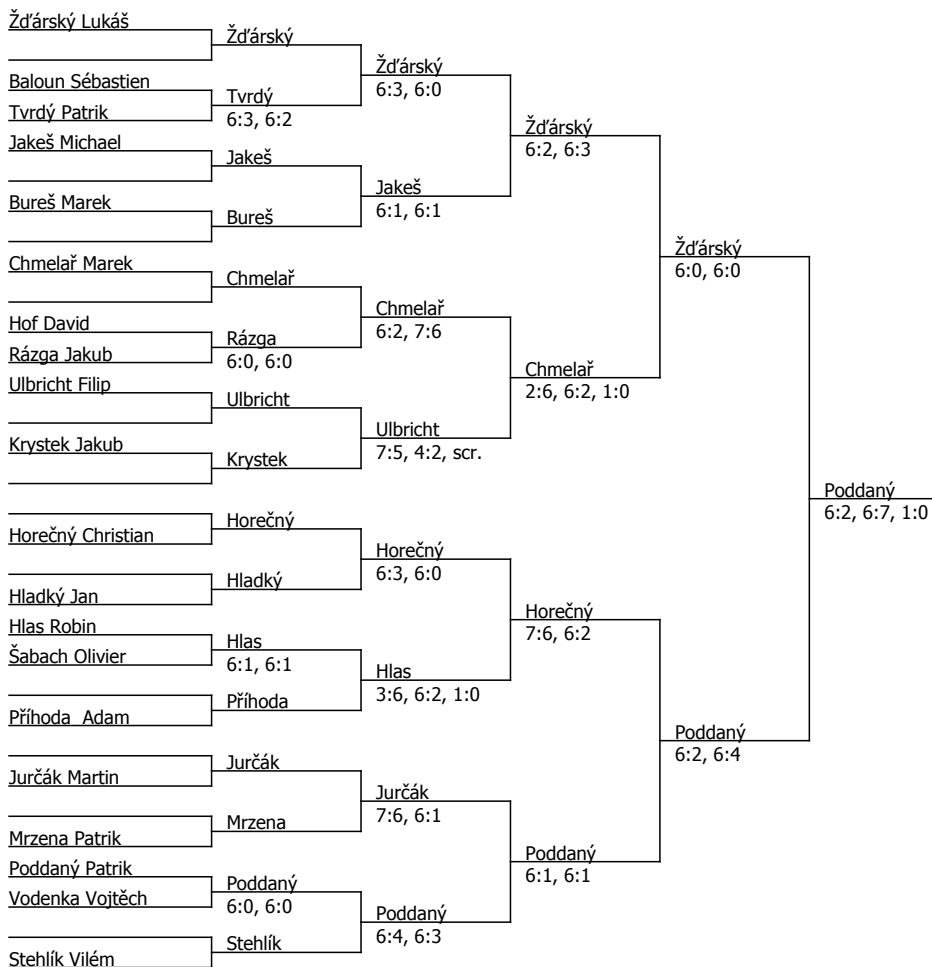 Žďárský Lukáš
Baloun Sébastien
Tvrdý Patrik
Jakeš Michael
Bureš Marek
Chmelař Marek
Hof David
Rázga Jakub
Ulbricht Filip
Krystek Jakub
Horečný Christian
Hladký Jan
Hlas Robin
Šabach Olivier
Příhoda  Adam
Jurčák Martin
Mrzena Patrik
Poddaný Patrik
Vodenka Vojtěch
Stehlík Vilém
Žďárský
Tvrdý
6:3, 6:2
Jakeš
Bureš
Chmelař
Rázga
6:0, 6:0
Ulbricht
Krystek
Horečný
Hladký
Hlas
6:1, 6:1
Příhoda
Jurčák
Mrzena
Poddaný
6:0, 6:0
Stehlík
Žďárský
6:3, 6:0
Jakeš
6:1, 6:1
Chmelař
6:2, 7:6
Ulbricht
7:5, 4:2, scr.
Horečný
6:3, 6:0
Hlas
3:6, 6:2, 1:0
Jurčák
7:6, 6:1
Poddaný
6:4, 6:3
Žďárský
6:2, 6:3
Chmelař
2:6, 6:2, 1:0
Horečný
7:6, 6:2
Poddaný
6:1, 6:1
Žďárský
6:0, 6:0
Poddaný
6:2, 6:4
Poddaný
6:2, 6:7, 1:0